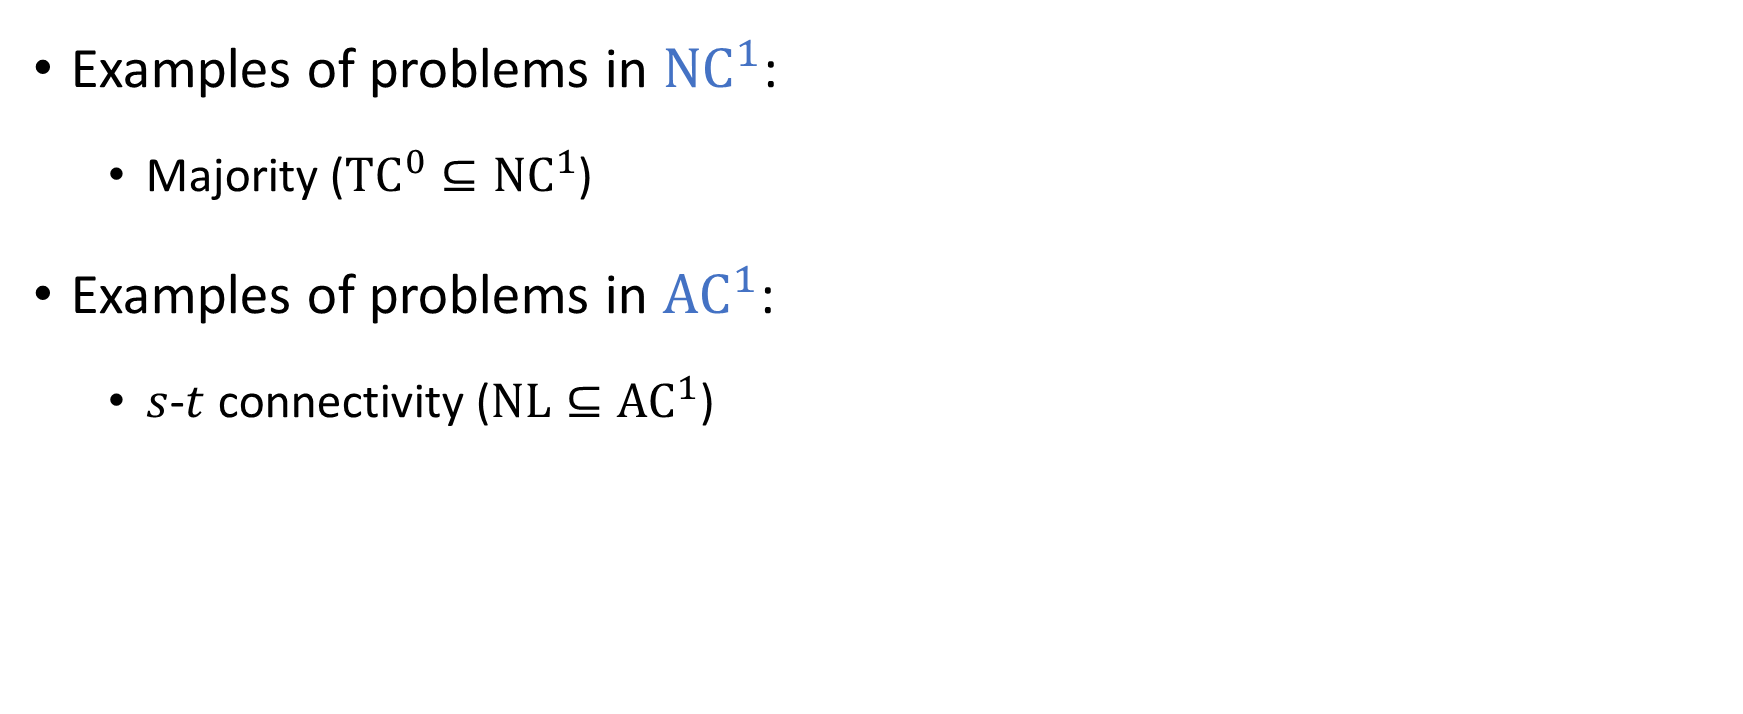 • Examples of problems in NC¹:
• Majority (TC⁰ ⊆ NC¹)
• Examples of problems in AC¹:
• s-t connectivity (NL ⊆ AC¹)